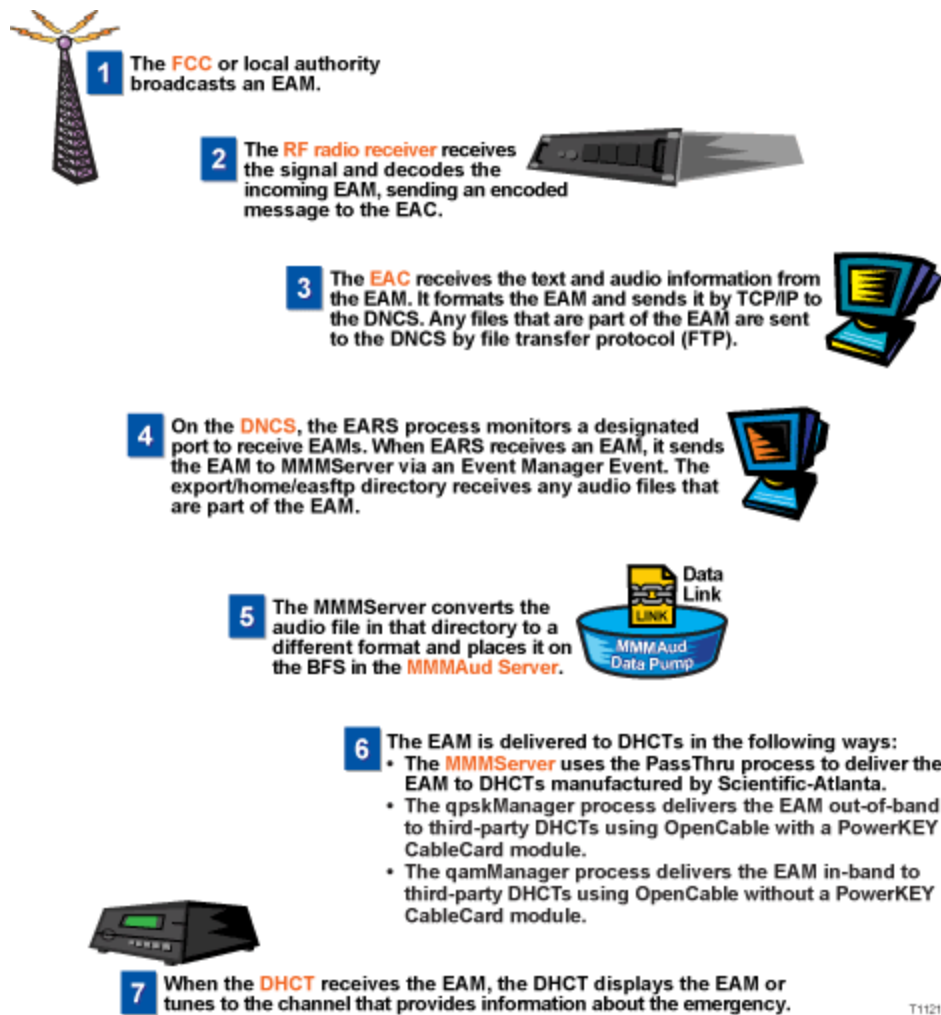 1 The FCC or local authority
broadcasts an EAM.
2 The RF radio receiver receives
the signal and decodes the
incoming EAM, sending an encoded
message to the EAC.
3 The EAC receives the text and audio information from
the EAM. It formats the EAM and sends it by TCP/IP to
the DNCS. Any files that are part of the EAM are sent
to the DNCS by file transfer protocol (FTP).
4 On the DNCS, the EARS process monitors a designated
port to receive EAMs. When EARS receives an EAM, it sends
the EAM to MMMServer via an Event Manager Event. The
export/home/easftp directory receives any audio files that
are part of the EAM.
5 The MMMServer converts the
audio file in that directory to a
different format and places it on
the BFS in the MMMAud Server.
Data
Link
LINK
MMMAud
Data Pump
6 The EAM is delivered to DHCTs in the following ways:
• The MMMServer uses the PassThru process to deliver the
EAM to DHCTs manufactured by Scientific-Atlanta.
• The qpskManager process delivers the EAM out-of-band
to third-party DHCTs using OpenCable with a PowerKEY
CableCard module.
• The qamManager process delivers the EAM in-band to
third-party DHCTs using OpenCable without a PowerKEY
CableCard module.
7 When the DHCT receives the EAM, the DHCT displays the EAM or
tunes to the channel that provides information about the emergency.
T1121